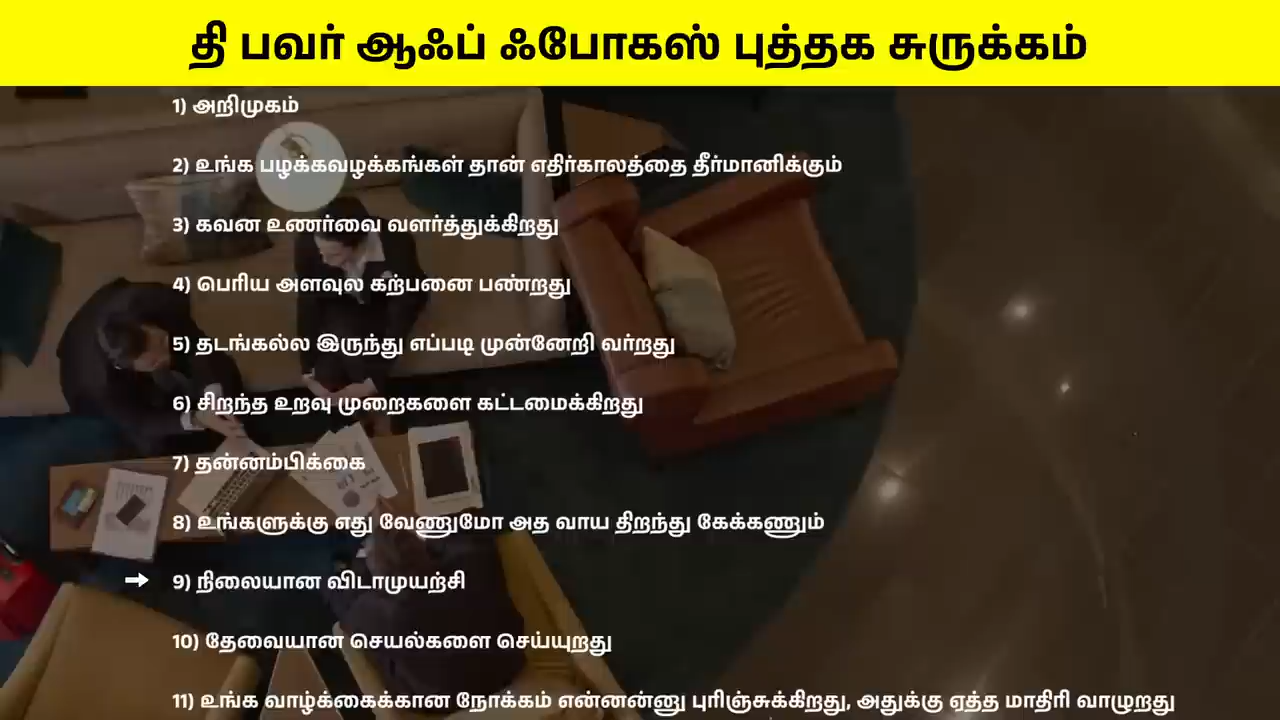 தி பவர் ஆஃப் ஃபோகஸ் புத்தக சுருக்கம்
1) அறிமுகம்
2) உங்க பழக்கவழக்கங்கள் தான் எதிர்காலத்தை தீர்மானிக்கும்
3) கவன உணர்வை வளர்த்துக்கிறது
4) பெரிய அளவுல கற்பனை பண்றது
5) தடங்கல்ல இருந்து எப்படி முன்னேறி வர்றது
6) சிறந்த உறவு முறைகளை கட்டமைக்கிறது
7) தன்னம்பிக்கை
8) உங்களுக்கு எது வேணுமோ அத வாய திறந்து கேக்கணும்
9) நிலையான விடாமுயற்சி
10) தேவையான செயல்களை செய்யுறது
11) உங்க வாழ்க்கைக்கான நோக்கம் என்னன்னு புரிஞ்சுக்கிறது, அதுக்கு ஏத்த மாதிரி வாழுறது